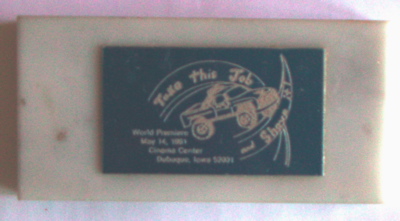 Take this Job
and Shove It
World Premiere
May 14, 1981
Cinema Center
Dubuque, Iowa 52001